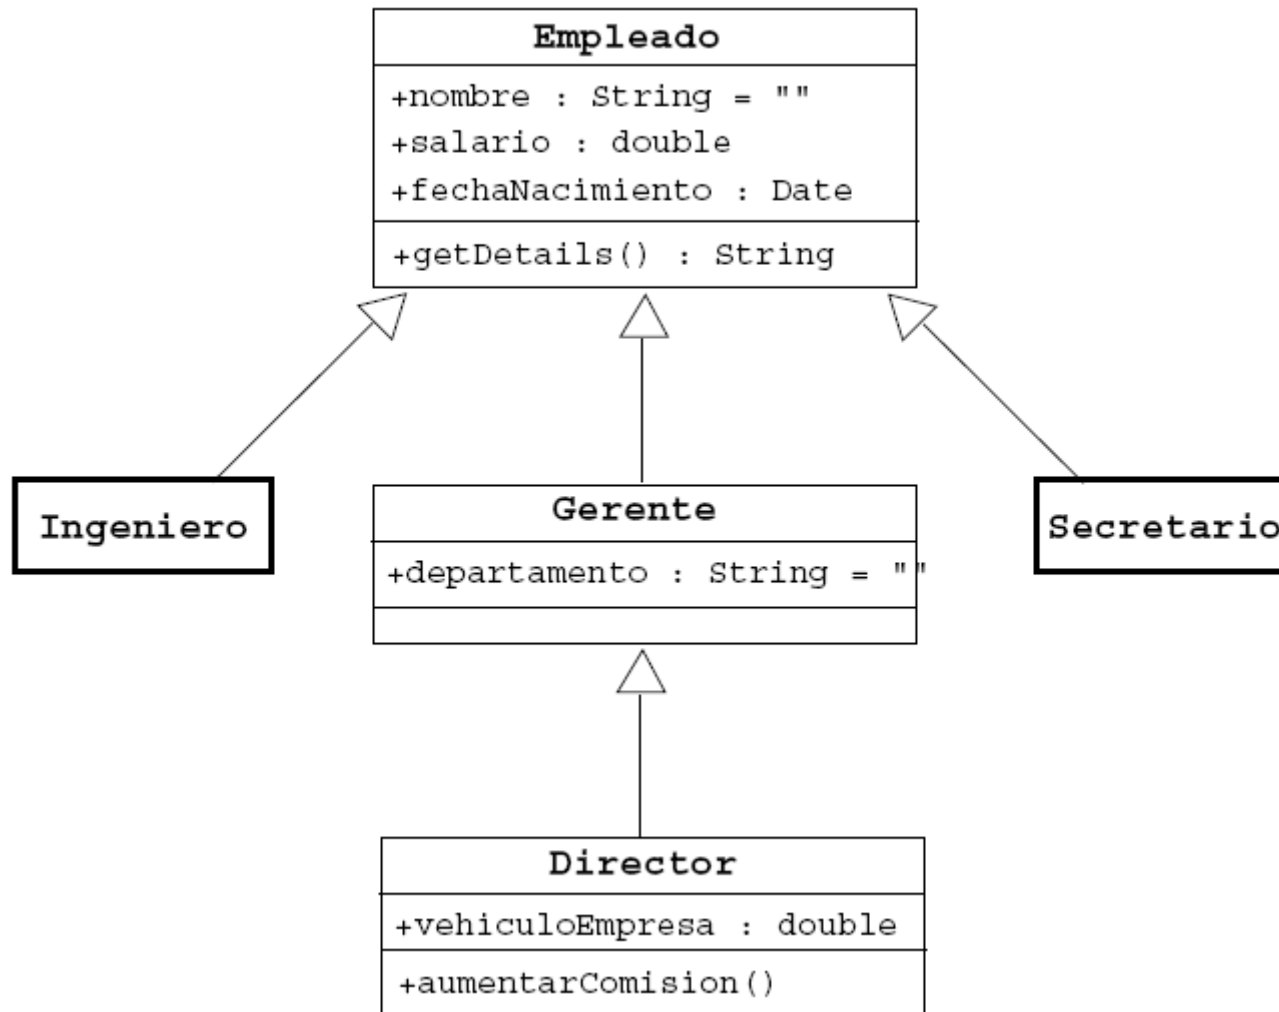 Empleado
+nombre : String = ""
+salario : double
+fechaNacimiento : Date
+getDetails() : String
Ingeniero
Gerente
Secretario
+departamento : String = ""
Director
+vehiculoEmpresa : double
+aumentarComision()